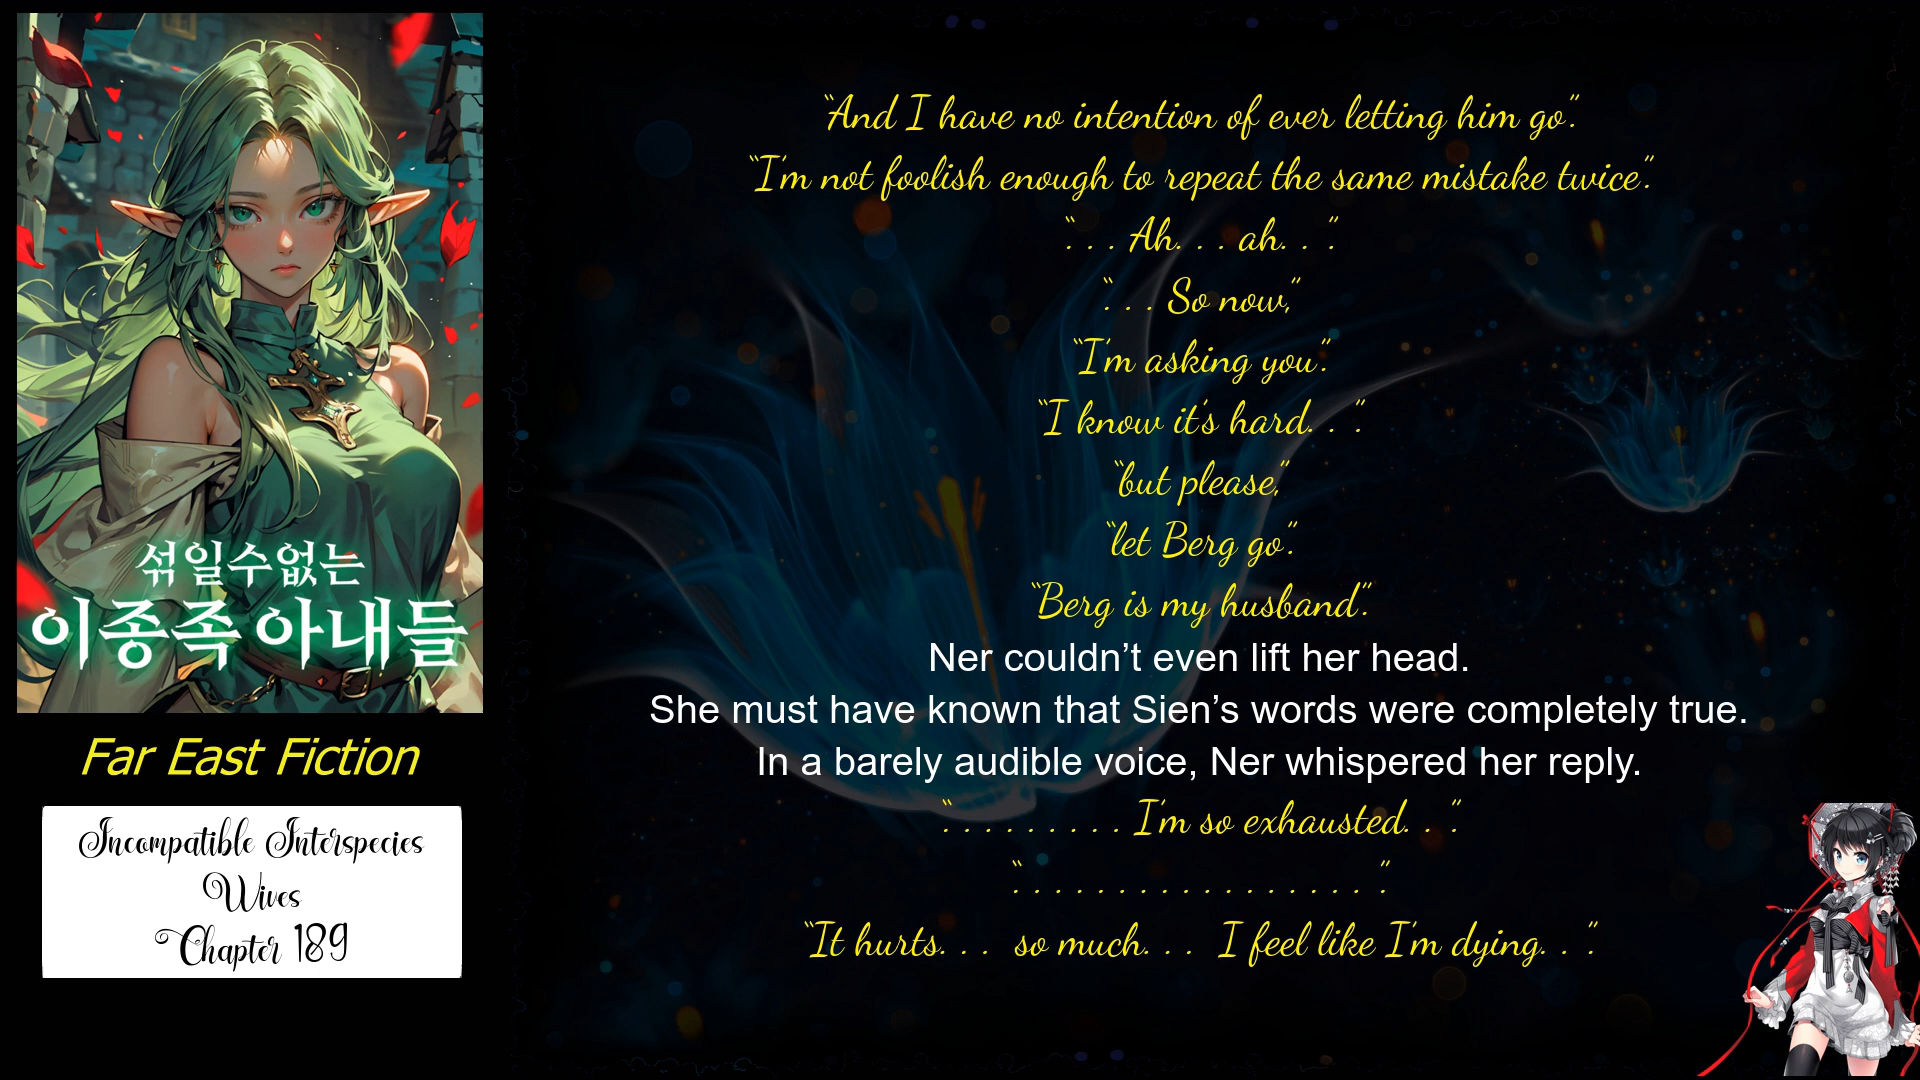 섞일 수 없는
이종족 아내들
Far East Fiction
Incompatible Interspecies
Wives
Chapter 189
“And I have no intention of ever letting him go”.
“I’m not foolish enough to repeat the same mistake twice”.
“. . . Ah. . . ah. . .”
“. . . So now,”
“I’m asking you”.
“I know it’s hard. . .”
“but please,”
“let Berg go”.
“Berg is my husband”.
Ner couldn’t even lift her head.
She must have known that Sien’s words were completely true.
In a barely audible voice, Ner whispered her reply.
“. . . . . . . . . I’m so exhausted. . .”
“. . . . . . . . . . . . . . . . . .”
“It hurts. . . so much. . . I feel like I’m dying. . .”